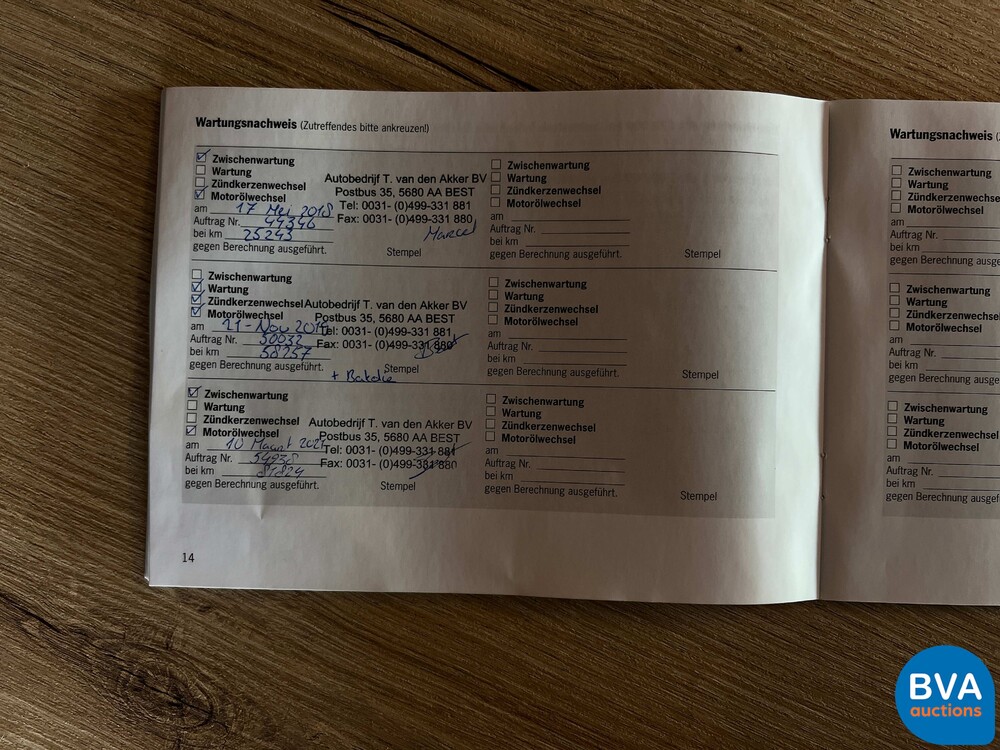 Wartungsnachweis (Zutreffendes bitte ankreuzen!)
Zwischenwartung
Wartung
Zündkerzenwechsel
Motorölwechsel
am 17 Mei 2018
Auftrag Nr. 44346
bei km 25243
gegen Berechnung ausgeführt.
Autobedrijf T. van den Akker BV
Postbus 35, 5680 AA BEST
Tel: 0031- (0)499-331 881
Fax: 0031- (0)499-331 880
Marcel
Stempel
Zwischenwartung
Wartung
Zündkerzenwechsel
Motorölwechsel
am 21-Nov 2019
Auftrag Nr. 50032
bei km 58257
gegen Berechnung ausgeführt.
Autobedrijf T. van den Akker BV
Postbus 35, 5680 AA BEST
Tel: 0031- (0)499-331 881
Fax: 0031- (0)499-331 880
Stempel
+
Zwischenwartung
Wartung
Zündkerzenwechsel
Motorölwechsel
am 10 Maart 2021
Auftrag Nr. 54938
bei km 81824
gegen Berechnung ausgeführt.
Autobedrijf T. van den Akker BV
Postbus 35, 5680 AA BEST
Tel: 0031- (0)499-331 881
Fax: 0031- (0)499-331 880
Stempel
14
Zwischenwartung
Wartung
Zündkerzenwechsel
Motorölwechsel
am
Auftrag Nr.
bei km
gegen Berechnung ausgeführt.
Stempel
Zwischenwartung
Wartung
Zündkerzenwechsel
Motorölwechsel
am
Auftrag Nr.
bei km
gegen Berechnung ausgeführt.
Stempel
Zwischenwartung
Wartung
Zündkerzenwechsel
Motorölwechsel
am
Auftrag Nr.
bei km
gegen Berechnung ausgeführt.
Stempel
Wartungsnachweis
Zwischenwartung
Wartung
Zündkerzenwechsel
Motorölwechsel
am
Auftrag Nr.
bei km
gegen Berechnung
Zwischenwartung
Wartung
Motorölwechsel
am
Auftrag Nr.
bei km
gegen Berechnung
Zwischenwartung
Wartung
Motorölwechsel
am
Auftrag Nr.
bei km
gegen Berechnung
BVA
auctions